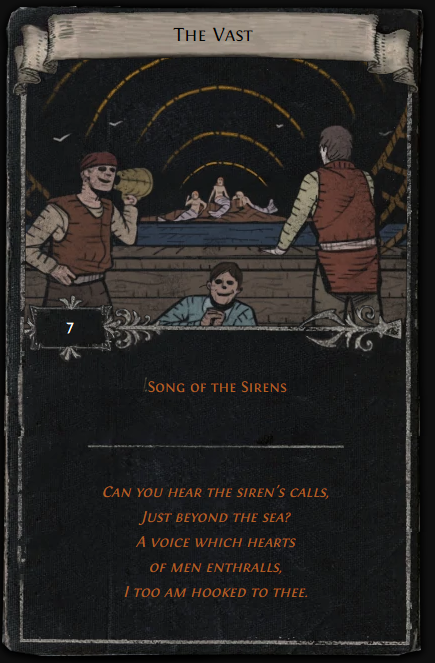 The Vast
7
Song of the Sirens
Can you hear the siren's calls,
Just beyond the sea?
A voice which hearts
of men enthralls,
I too am hooked to thee.